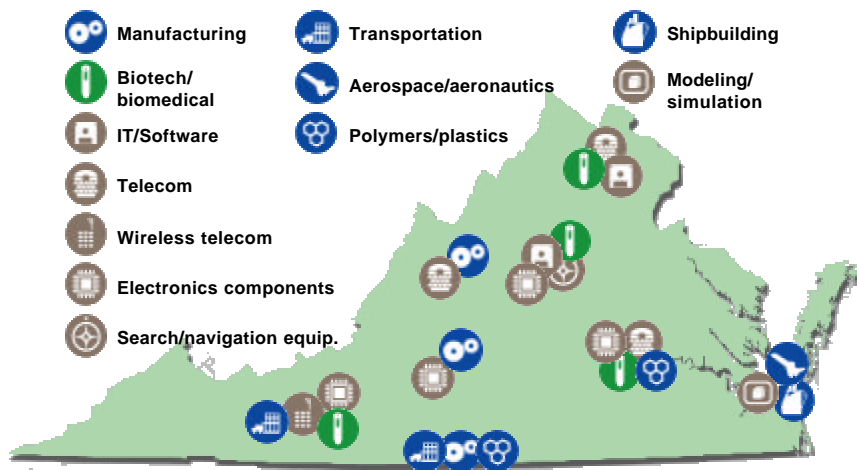 Manufacturing
Biotech/
biomedical
IT/Software
Telecom
Wireless telecom
Electronics components
Search/navigation equip.
Transportation
Aerospace/aeronautics
Polymers/plastics
Shipbuilding
Modeling/
simulation